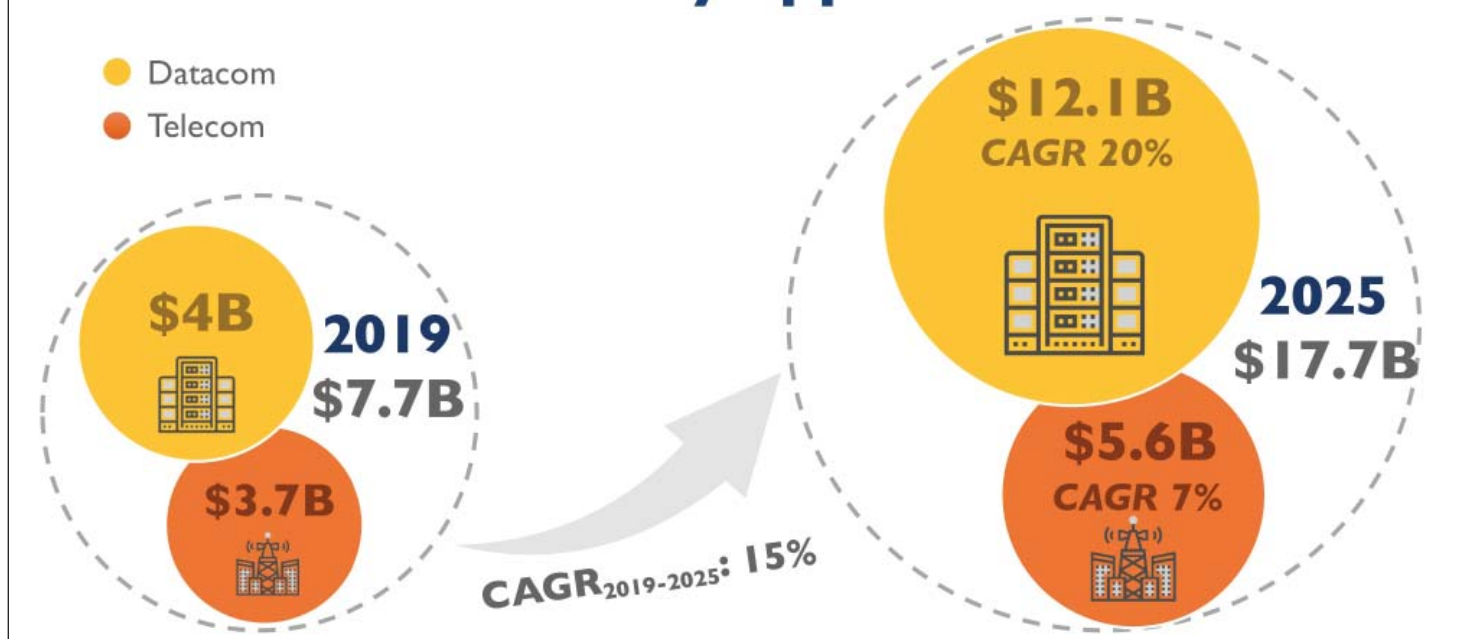 Datacom
Telecom
$4B
2019
$7.7B
$3.7B
CAGR2019-2025: 15%
$12.1B
CAGR 20%
2025
$17.7B
$5.6B
CAGR 7%